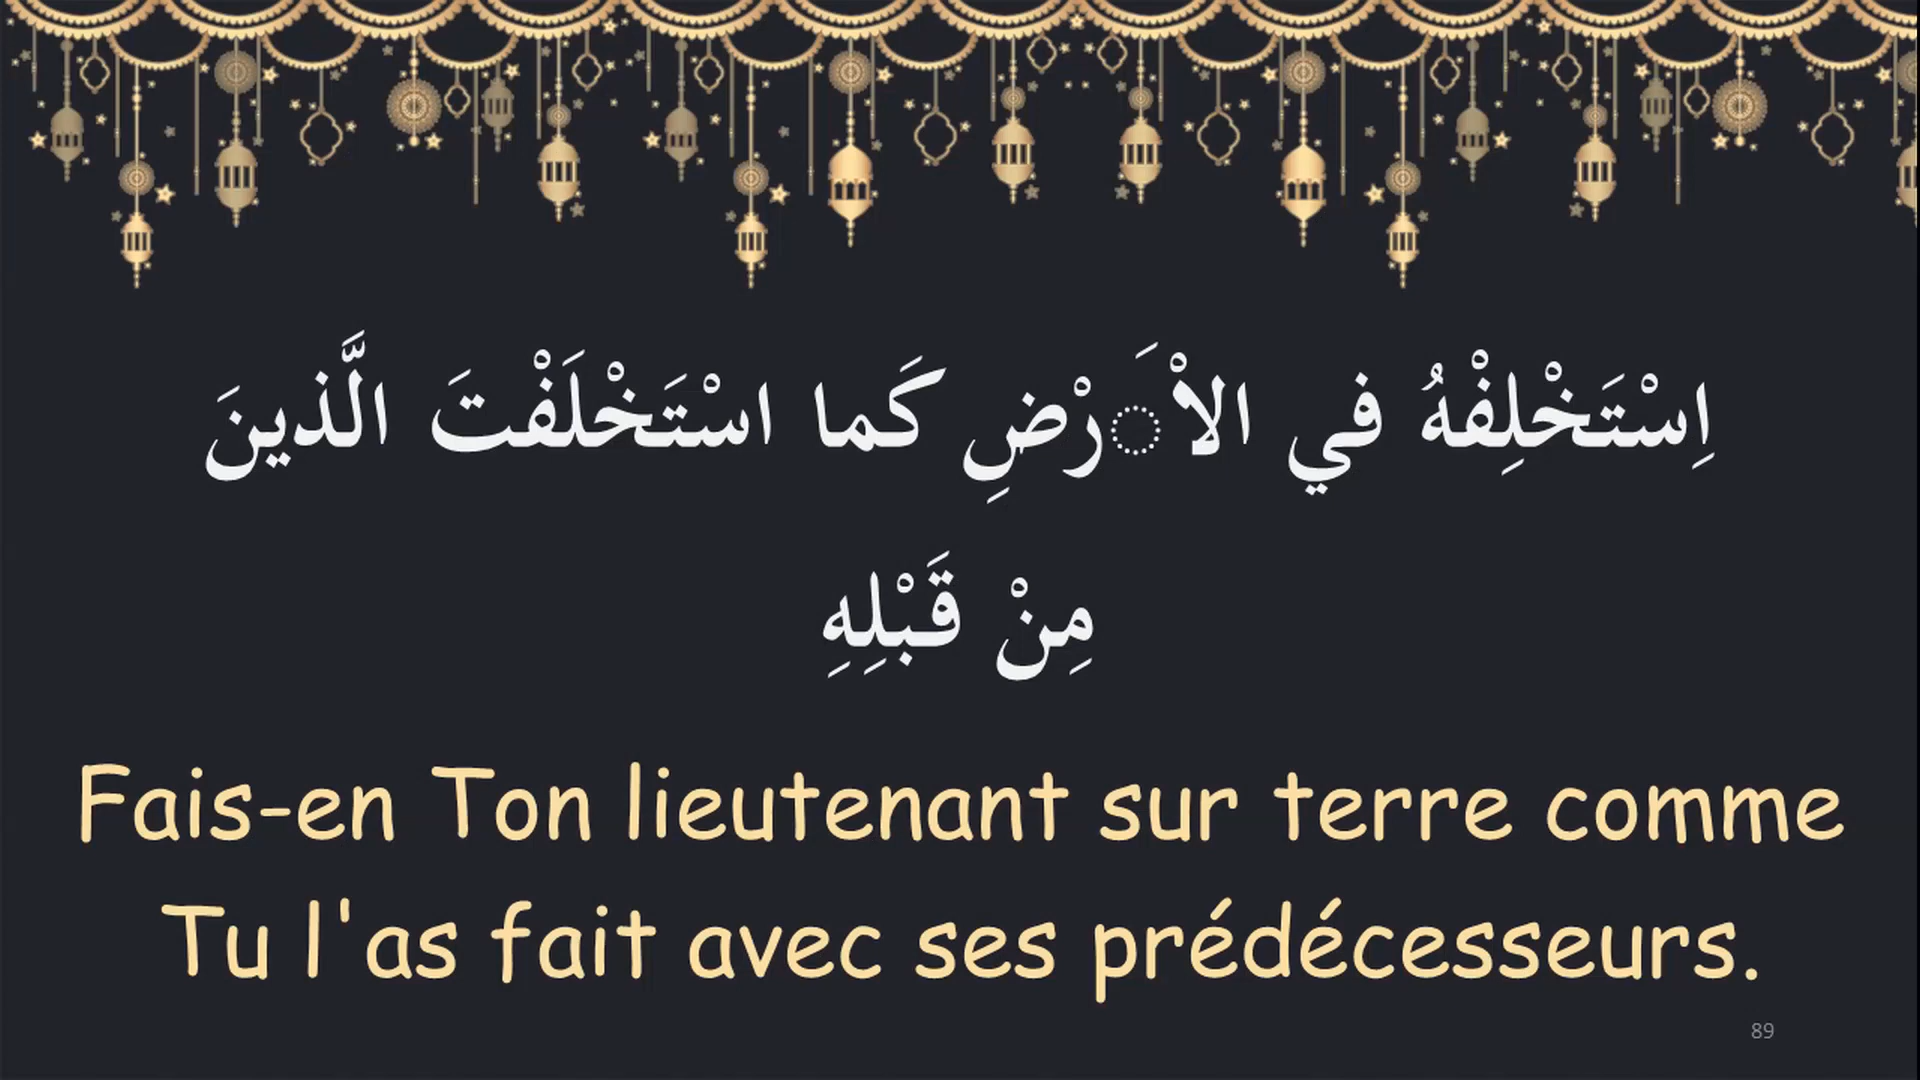 اِسْتَخْلِفْهُ في الاْ◌َرْضِ كَما اسْتَخْلَفْتَ الَّذينَ
مِنْ قَبْلِهِ
Fais-en Ton lieutenant sur terre comme
Tu l'as fait avec ses prédécesseurs.
89